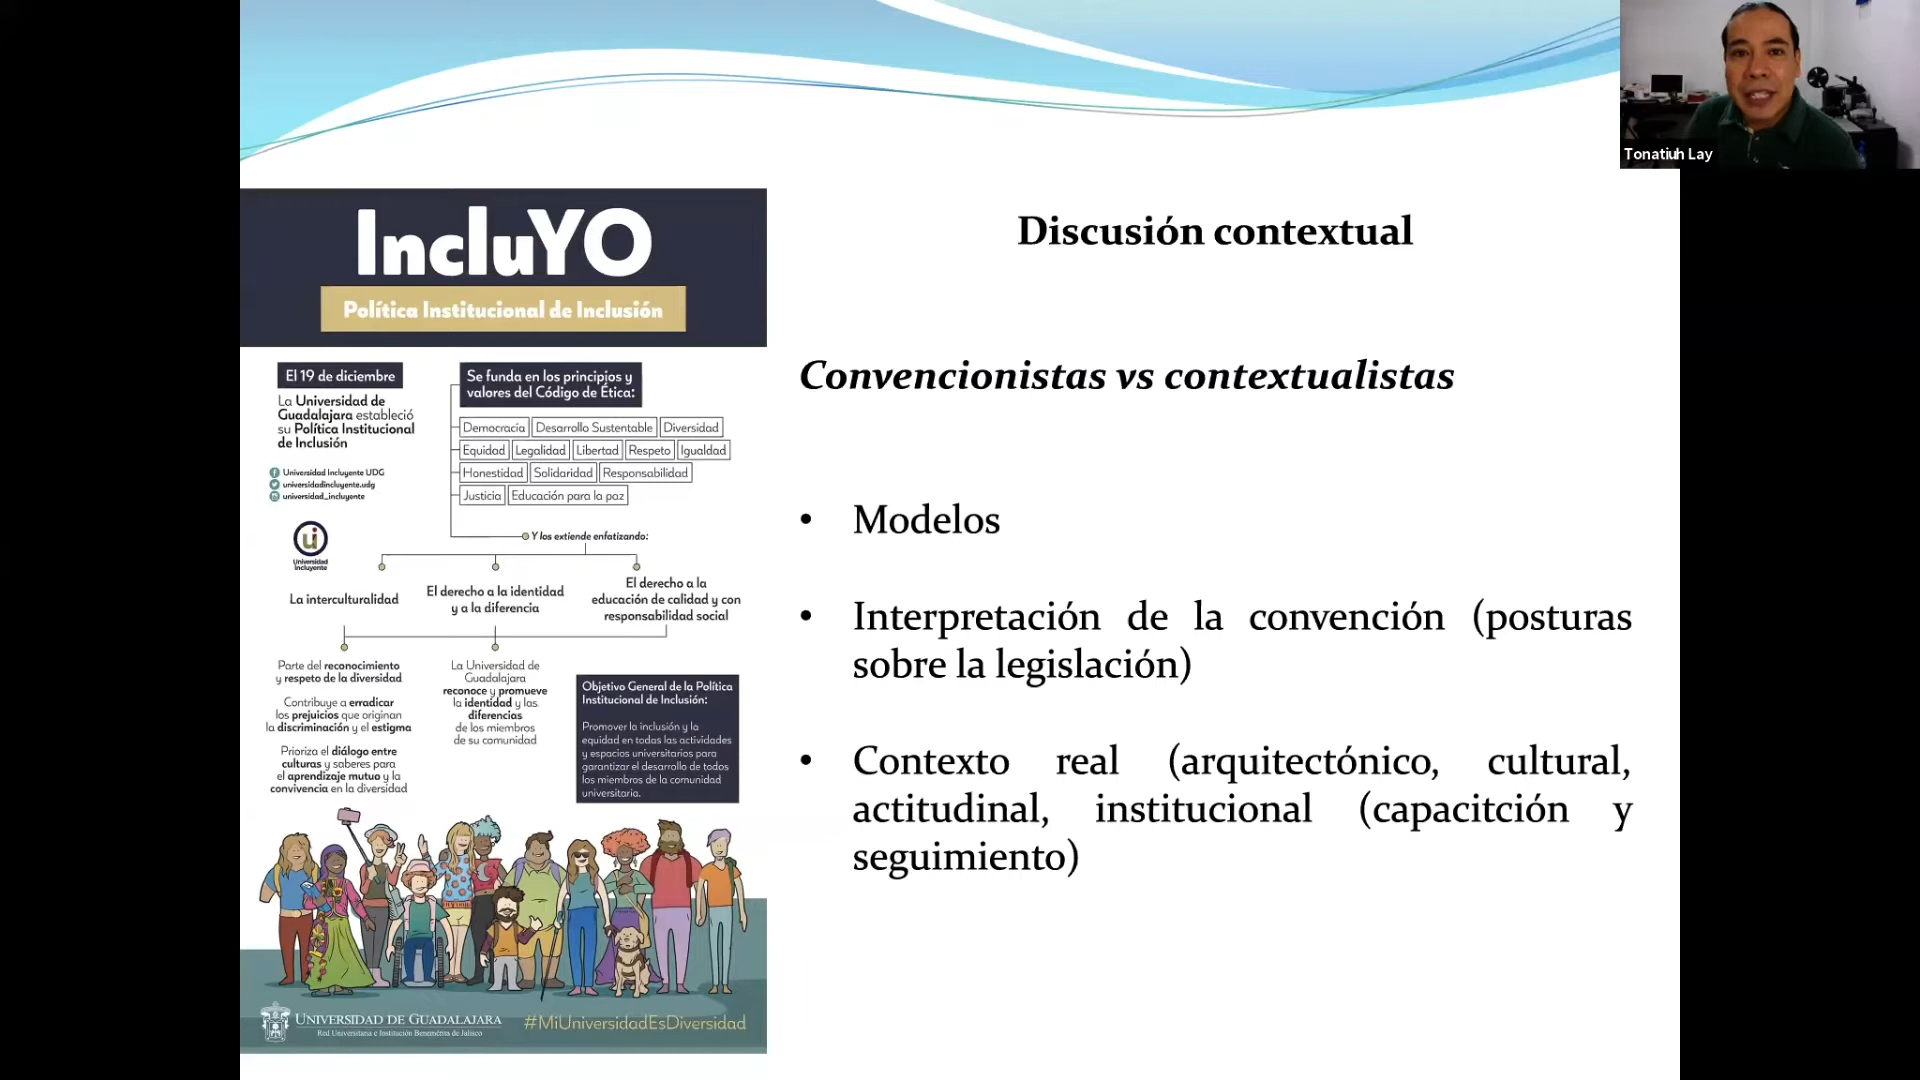 Tonatiuh Lay
IncluYO
Política Institucional de Inclusión
El 19 de diciembre
La Universidad de
Guadalajara estableció
su Política Institucional
de Inclusión
Universidad Incluyente UDG
universidadincluyente.udg
universidad_incluyente
ui
Universidad
Incluyente
Se funda en los principios y
valores del Código de Ética:
Democracia Desarrollo Sustentable Diversidad
Equidad Legalidad Libertad Respeto Igualdad
Honestidad Solidaridad Responsabilidad
Justicia Educación para la paz
Y los extiende enfatizando:
La interculturalidad
El derecho a la identidad
y a la diferencia
El derecho a la
educación de calidad y con
responsabilidad social
Parte del reconocimiento
y respeto de la diversidad
Contribuye a erradicar
los prejuicios que originan
la discriminación y el estigma
Prioriza el diálogo entre
culturas y saberes para
el aprendizaje mutuo y la
convivencia en la diversidad
La Universidad de
Guadalajara
reconoce y promueve
la identidad y las
diferencias
de los miembros
de su comunidad
Objetivo General de la Política
Institucional de Inclusión:
Promover la inclusión y la
equidad en todas las actividades
y espacios universitarios para
garantizar el desarrollo de todos
los miembros de la comunidad
universitaria.
UNIVERSIDAD DE GUADALAJARA
Red Universitaria e Institución Benemérita de Jalisco
#MiUniversidadEsDiversidad
Discusión contextual
Convencionistas vs contextualistas
• Modelos
• Interpretación de la convención (posturas
sobre la legislación)
• Contexto real (arquitectónico, cultural,
actitudinal, institucional (capacitción y
seguimiento)